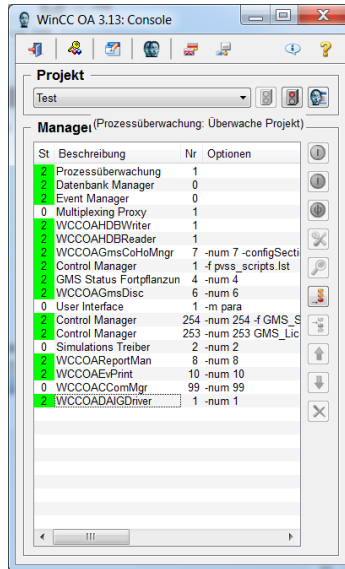 WinCC OA 3.13: Console
Projekt
Test
Manager (Prozessüberwachung: Überwache Projekt)
St Beschreibung Nr Optionen
2 Prozessüberwachung 1
2 Datenbank Manager 0
2 Event Manager 0
0 Multiplexing Proxy 1
2 WCCOAHDBWriter 1
2 WCCOAHDBReader 1
2 WCCOAGmsCoHoMngr 7 -num 7 -configSecti
2 Control Manager 1 -f pvss_scripts.lst
2 GMS Status Fortpflanzun 4 -num 4
2 WCCOAGmsDisc 6 -num 6
0 User Interface 1 -m para
2 Control Manager 254 -num 254 -f GMS_S
2 Control Manager 253 -num 253 GMS_Lic
0 Simulations Treiber 2 -num 2
2 WCCOAReportMan 8 -num 8
2 WCCOAEvPrint 10 -num 10
0 WCCOACComMgr 99 -num 99
2 WCCOADAIGDriver 1 -num 1